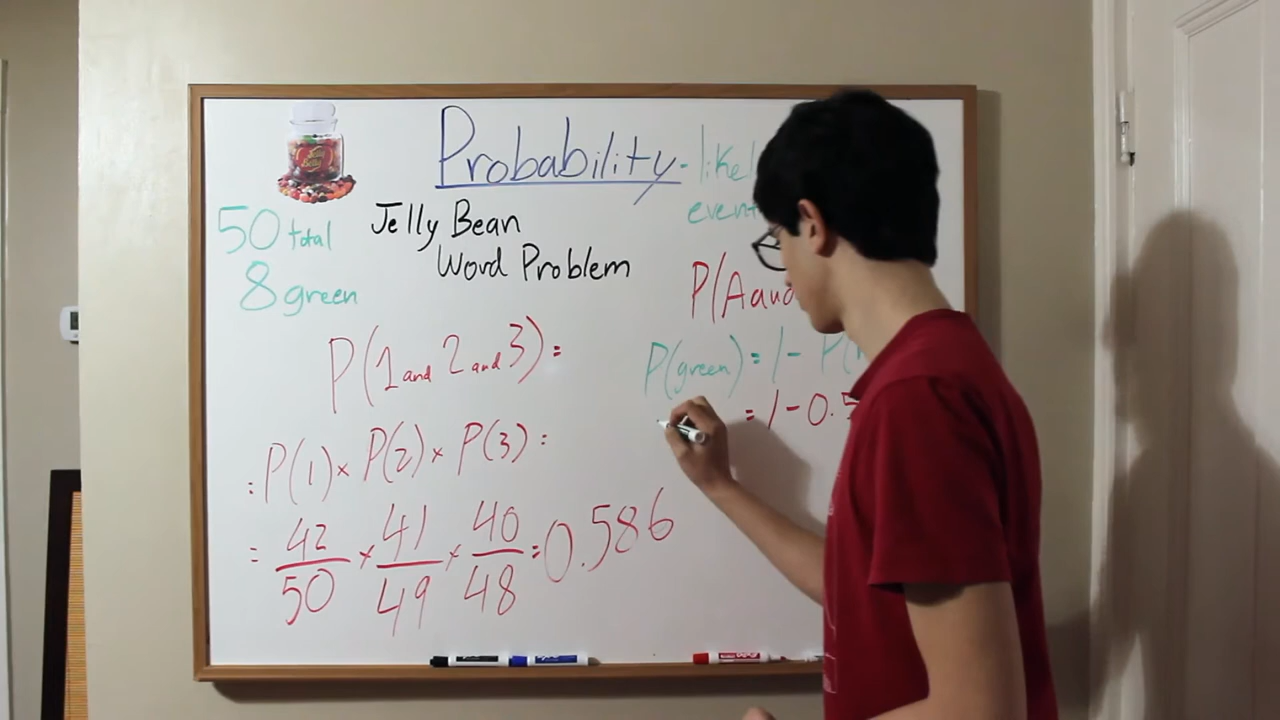 Probability - likel
50 total
8 green
Jelly Bean
Word Problem
event
P(A and
P(1 and 2 and 3) =
P(green) = 1 - P(
= 1 - 0.5
= P(1) × P(2) × P(3) =
= 42/50 × 41/49 × 40/48 = 0.586